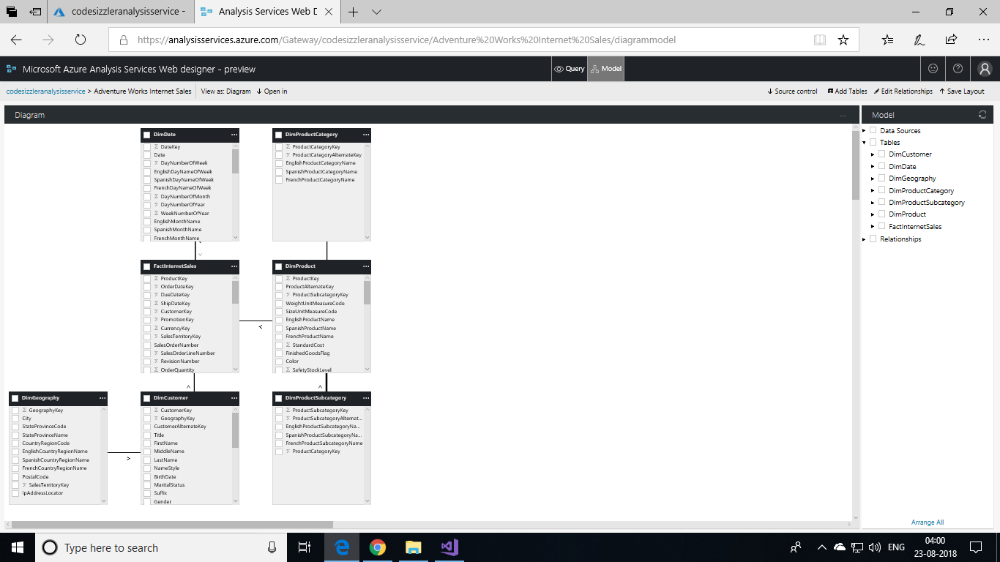 codesizzleranalysisservice -
Analysis Services Web D
https://analysisservices.azure.com/Gateway/codesizzleranalysisservice/Adventure%20Works%20Internet%20Sales/diagrammodel
Microsoft Azure Analysis Services Web designer - preview
Query
Model
codesizzleranalysisservice > Adventure Works Internet Sales
View as: Diagram
Open in
Source control
Add Tables
Edit Relationships
Save Layout
Diagram
DimDate
Σ DateKey
Date
Σ DayNumberOfWeek
EnglishDayNameOfWeek
SpanishDayNameOfWeek
FrenchDayNameOfWeek
Σ DayNumberOfMonth
Σ DayNumberOfYear
Σ WeekNumberOfYear
EnglishMonthName
SpanishMonthName
FrenchMonthName
DimProductCategory
Σ ProductCategoryKey
Σ ProductCategoryAlternateKey
EnglishProductCategoryName
SpanishProductCategoryName
FrenchProductCategoryName
FactInternetSales
Σ ProductKey
Σ OrderDateKey
Σ DueDateKey
Σ ShipDateKey
Σ CustomerKey
Σ PromotionKey
Σ CurrencyKey
Σ SalesTerritoryKey
SalesOrderNumber
Σ SalesOrderLineNumber
Σ RevisionNumber
Σ OrderQuantity
DimProduct
Σ ProductKey
ProductAlternateKey
Σ ProductSubcategoryKey
WeightUnitMeasureCode
SizeUnitMeasureCode
EnglishProductName
SpanishProductName
FrenchProductName
Σ StandardCost
FinishedGoodsFlag
Color
Σ SafetyStockLevel
DimGeography
Σ GeographyKey
City
StateProvinceCode
StateProvinceName
CountryRegionCode
EnglishCountryRegionName
SpanishCountryRegionName
FrenchCountryRegionName
PostalCode
Σ SalesTerritoryKey
IpAddressLocator
DimCustomer
Σ CustomerKey
Σ GeographyKey
CustomerAlternateKey
Title
FirstName
MiddleName
LastName
NameStyle
BirthDate
MaritalStatus
Suffix
Gender
DimProductSubcategory
Σ ProductSubcategoryKey
Σ ProductSubcategoryAlternat...
EnglishProductSubcategoryNa...
SpanishProductSubcategoryNa...
FrenchProductSubcategoryName
Σ ProductCategoryKey
Model
Data Sources
Tables
DimCustomer
DimDate
DimGeography
DimProductCategory
DimProductSubcategory
DimProduct
FactInternetSales
Relationships
Arrange All
Type here to search
ENG
04:00
23-08-2018